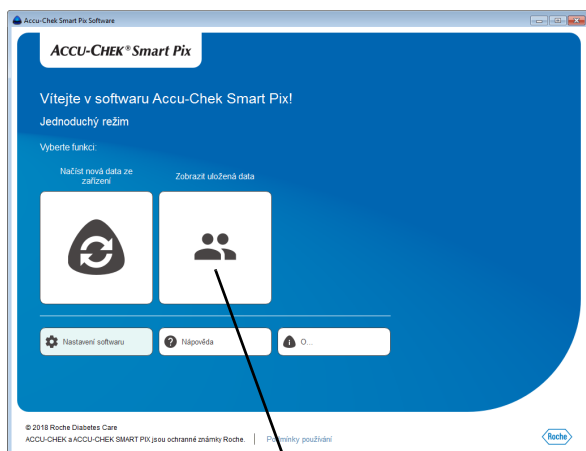 Accu-Chek Smart Pix Software
ACCU-CHEK® Smart Pix
Vítejte v softwaru Accu-Chek Smart Pix!
Jednoduchý režim
Vyberte funkci:
Načíst nová data ze
zařízení
Zobrazit uložená data
Nastavení softwaru
Nápověda
O...
© 2018 Roche Diabetes Care
ACCU-CHEK a ACCU-CHEK SMART PIX jsou ochranné známky Roche.
Podmínky používání
Roche